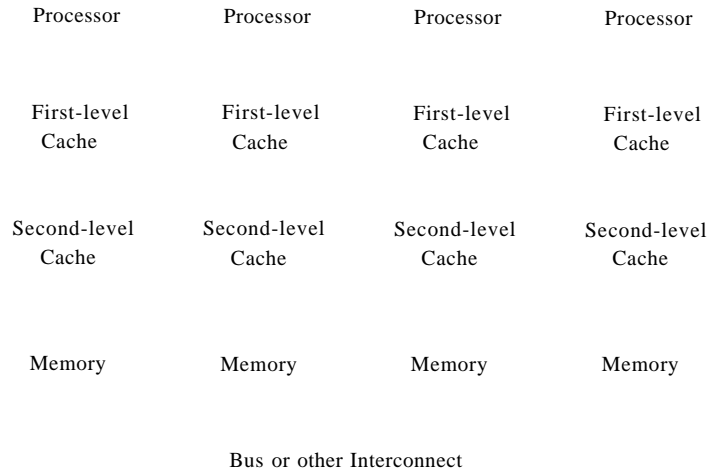 Processor Processor Processor Processor
First-level First-level First-level First-level
Cache Cache Cache Cache
Second-level Second-level Second-level Second-level
Cache Cache Cache Cache
Memory Memory Memory Memory
Bus or other Interconnect